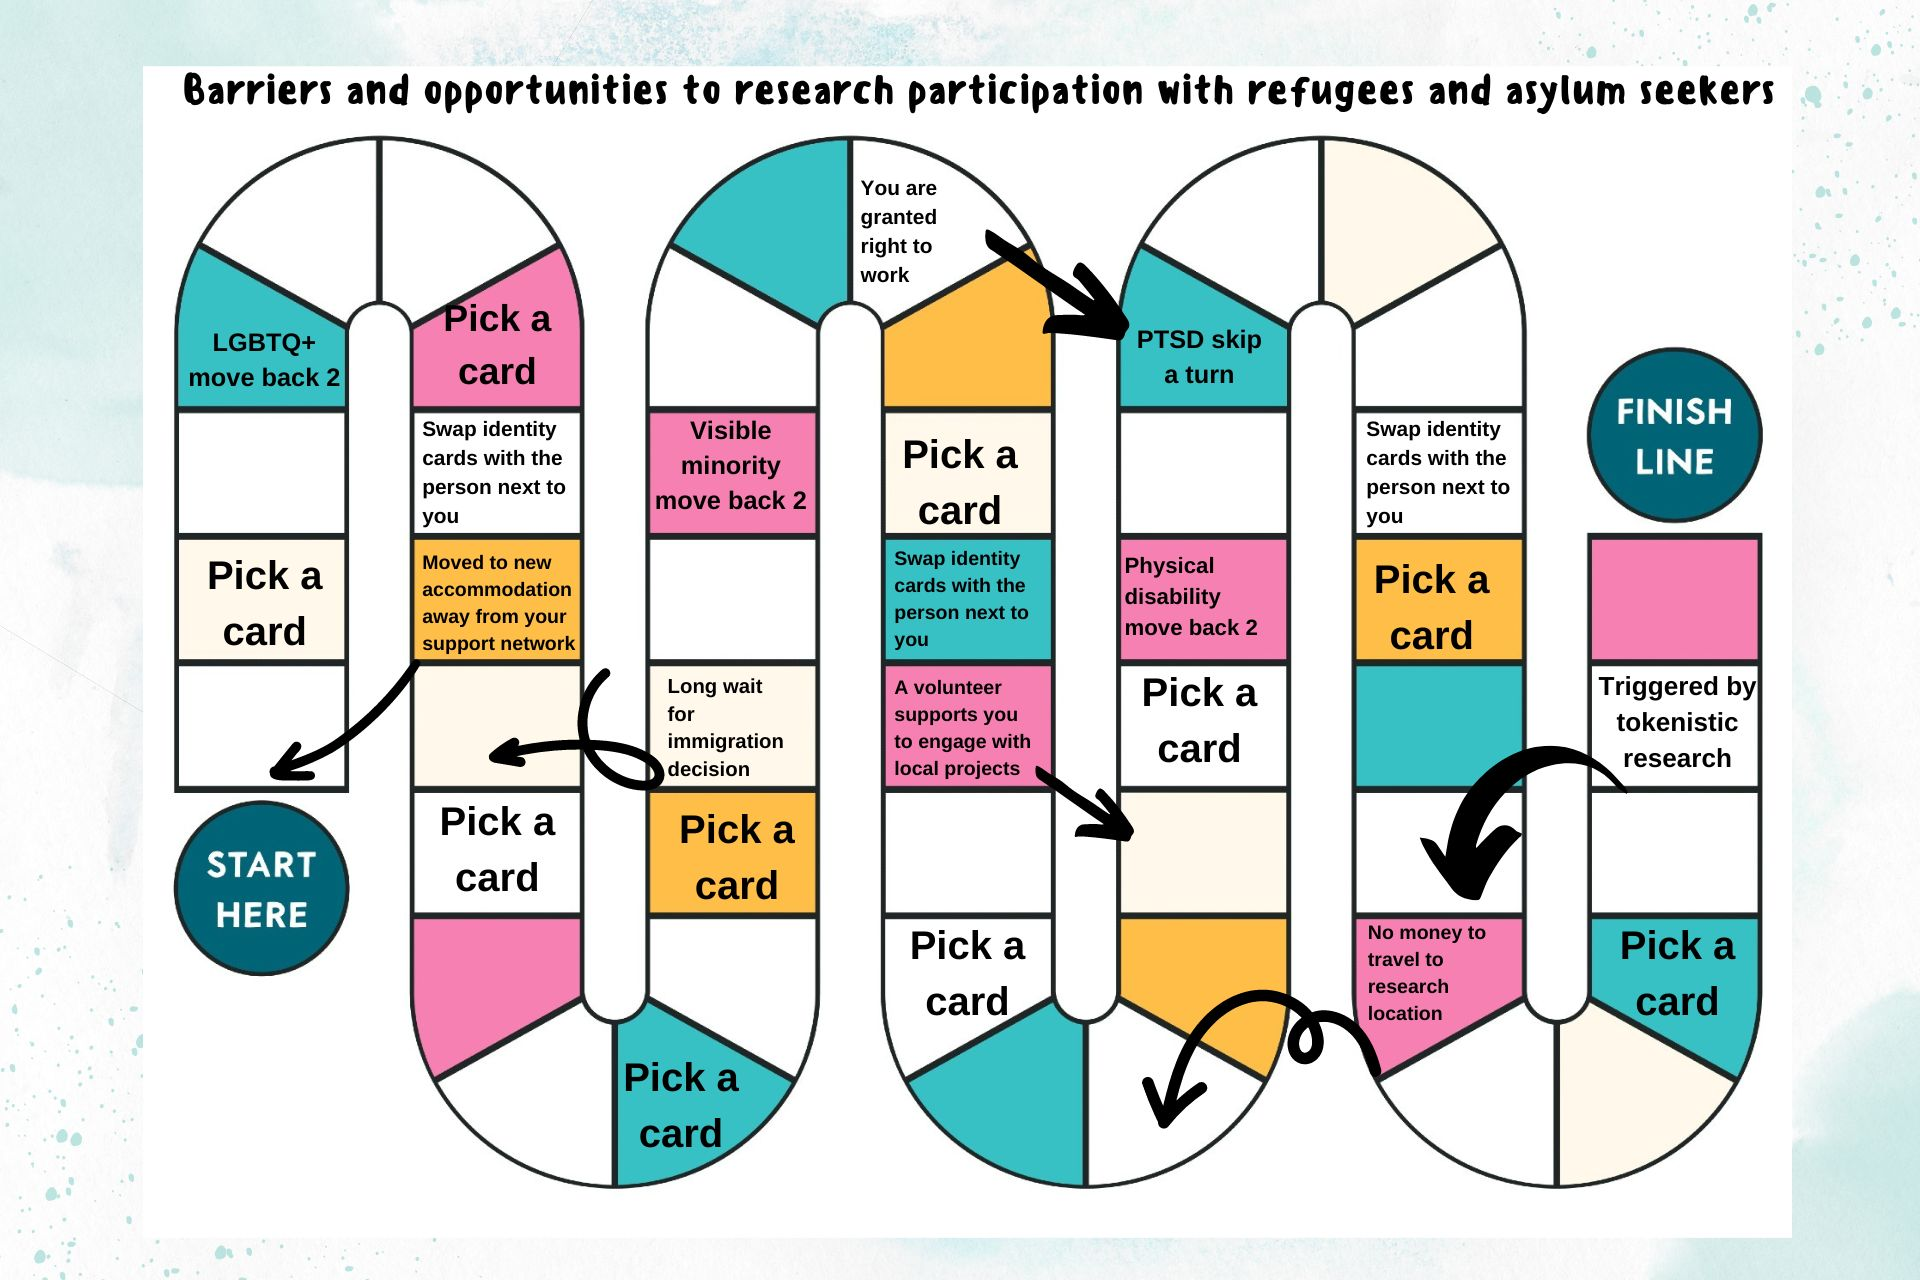 Barriers and opportunities to research participation with refugees and asylum seekers
START
HERE
Pick a
card
LGBTQ+
move back 2
Pick a
card
Swap identity
cards with the
person next to
you
Moved to new
accommodation
away from your
support network
Pick a
card
Pick a
card
Pick a
card
Long wait
for
immigration
decision
Visible
minority
move back 2
You are
granted
right to
work
Pick a
card
Swap identity
cards with the
person next to
you
A volunteer
supports you
to engage with
local projects
Pick a
card
Pick a
card
Physical
disability
move back 2
PTSD skip
a turn
Swap identity
cards with the
person next to
you
Pick a
card
No money to
travel to
research
location
Pick a
card
Triggered by
tokenistic
research
FINISH
LINE